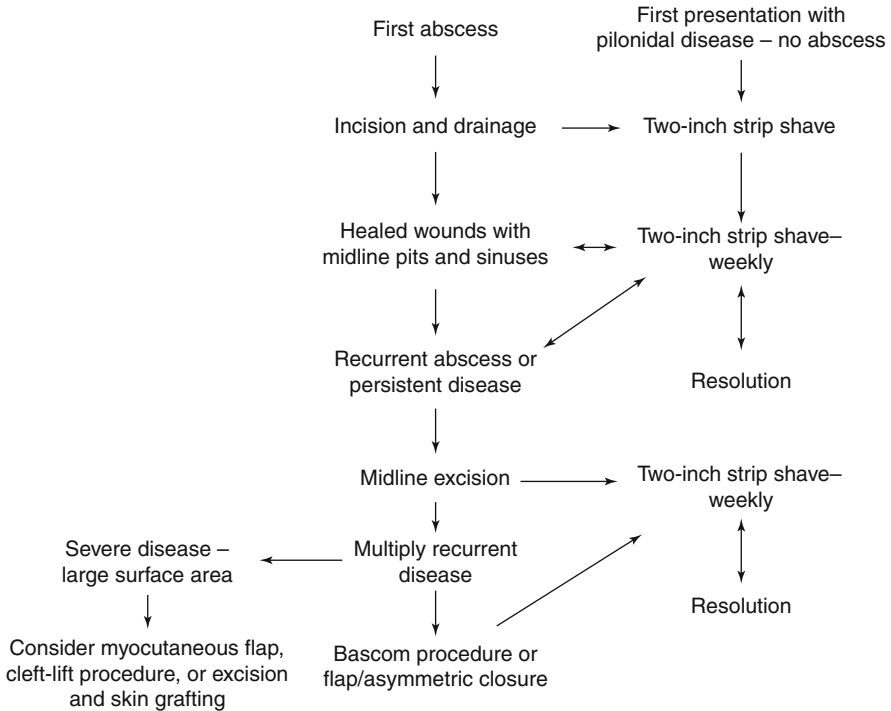 First abscess
First presentation with
pilonidal disease – no abscess
Incision and drainage
Two-inch strip shave
Healed wounds with
midline pits and sinuses
Two-inch strip shave–
weekly
Recurrent abscess or
persistent disease
Resolution
Midline excision
Two-inch strip shave–
weekly
Severe disease –
large surface area
Multiply recurrent
disease
Resolution
Consider myocutaneous flap,
cleft-lift procedure, or excision
and skin grafting
Bascom procedure or
flap/asymmetric closure